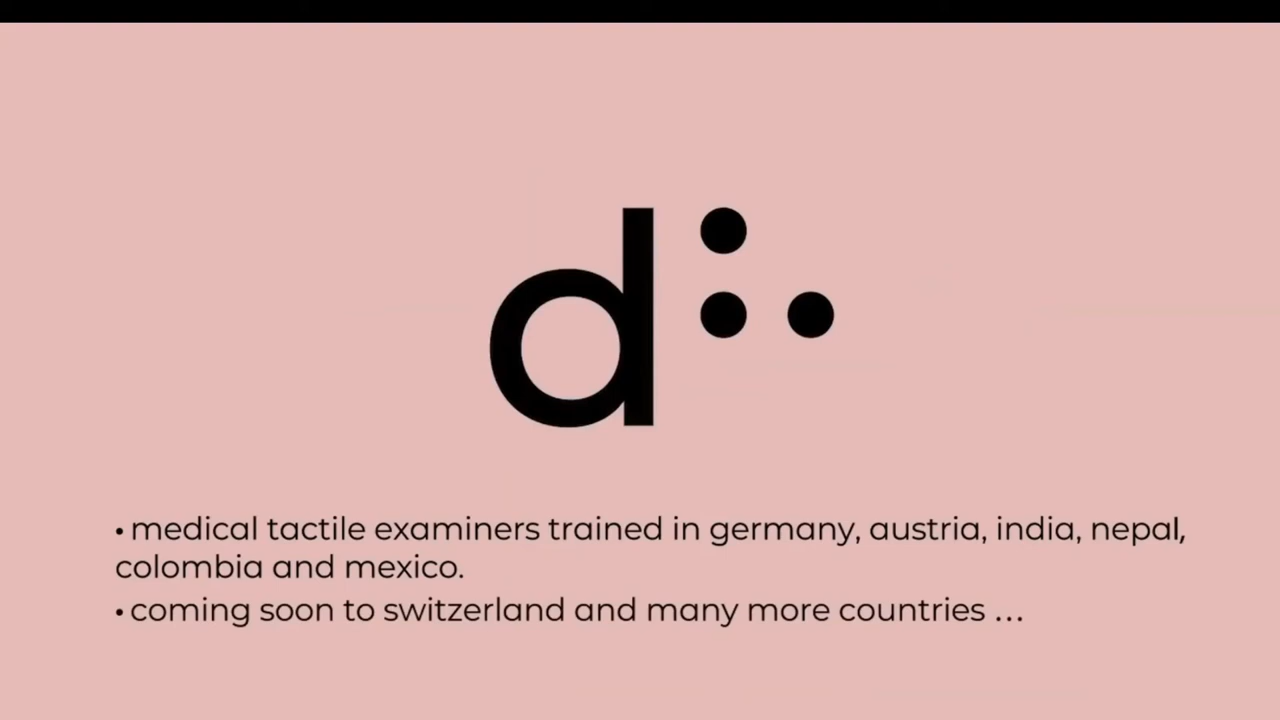 d
• medical tactile examiners trained in germany, austria, india, nepal,
colombia and mexico.
• coming soon to switzerland and many more countries …